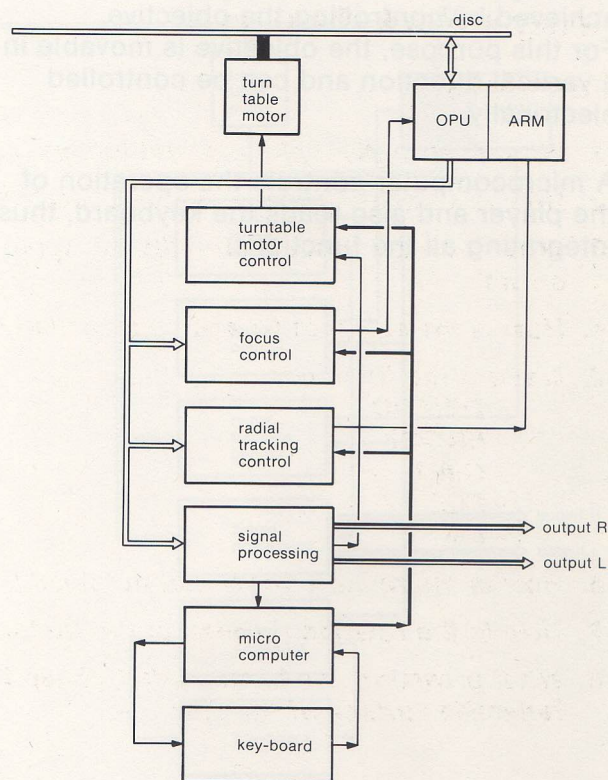 disc
turn
table
motor
OPU
ARM
turntable
motor
control
focus
control
radial
tracking
control
signal
processing
output R
output L
micro
computer
key-board